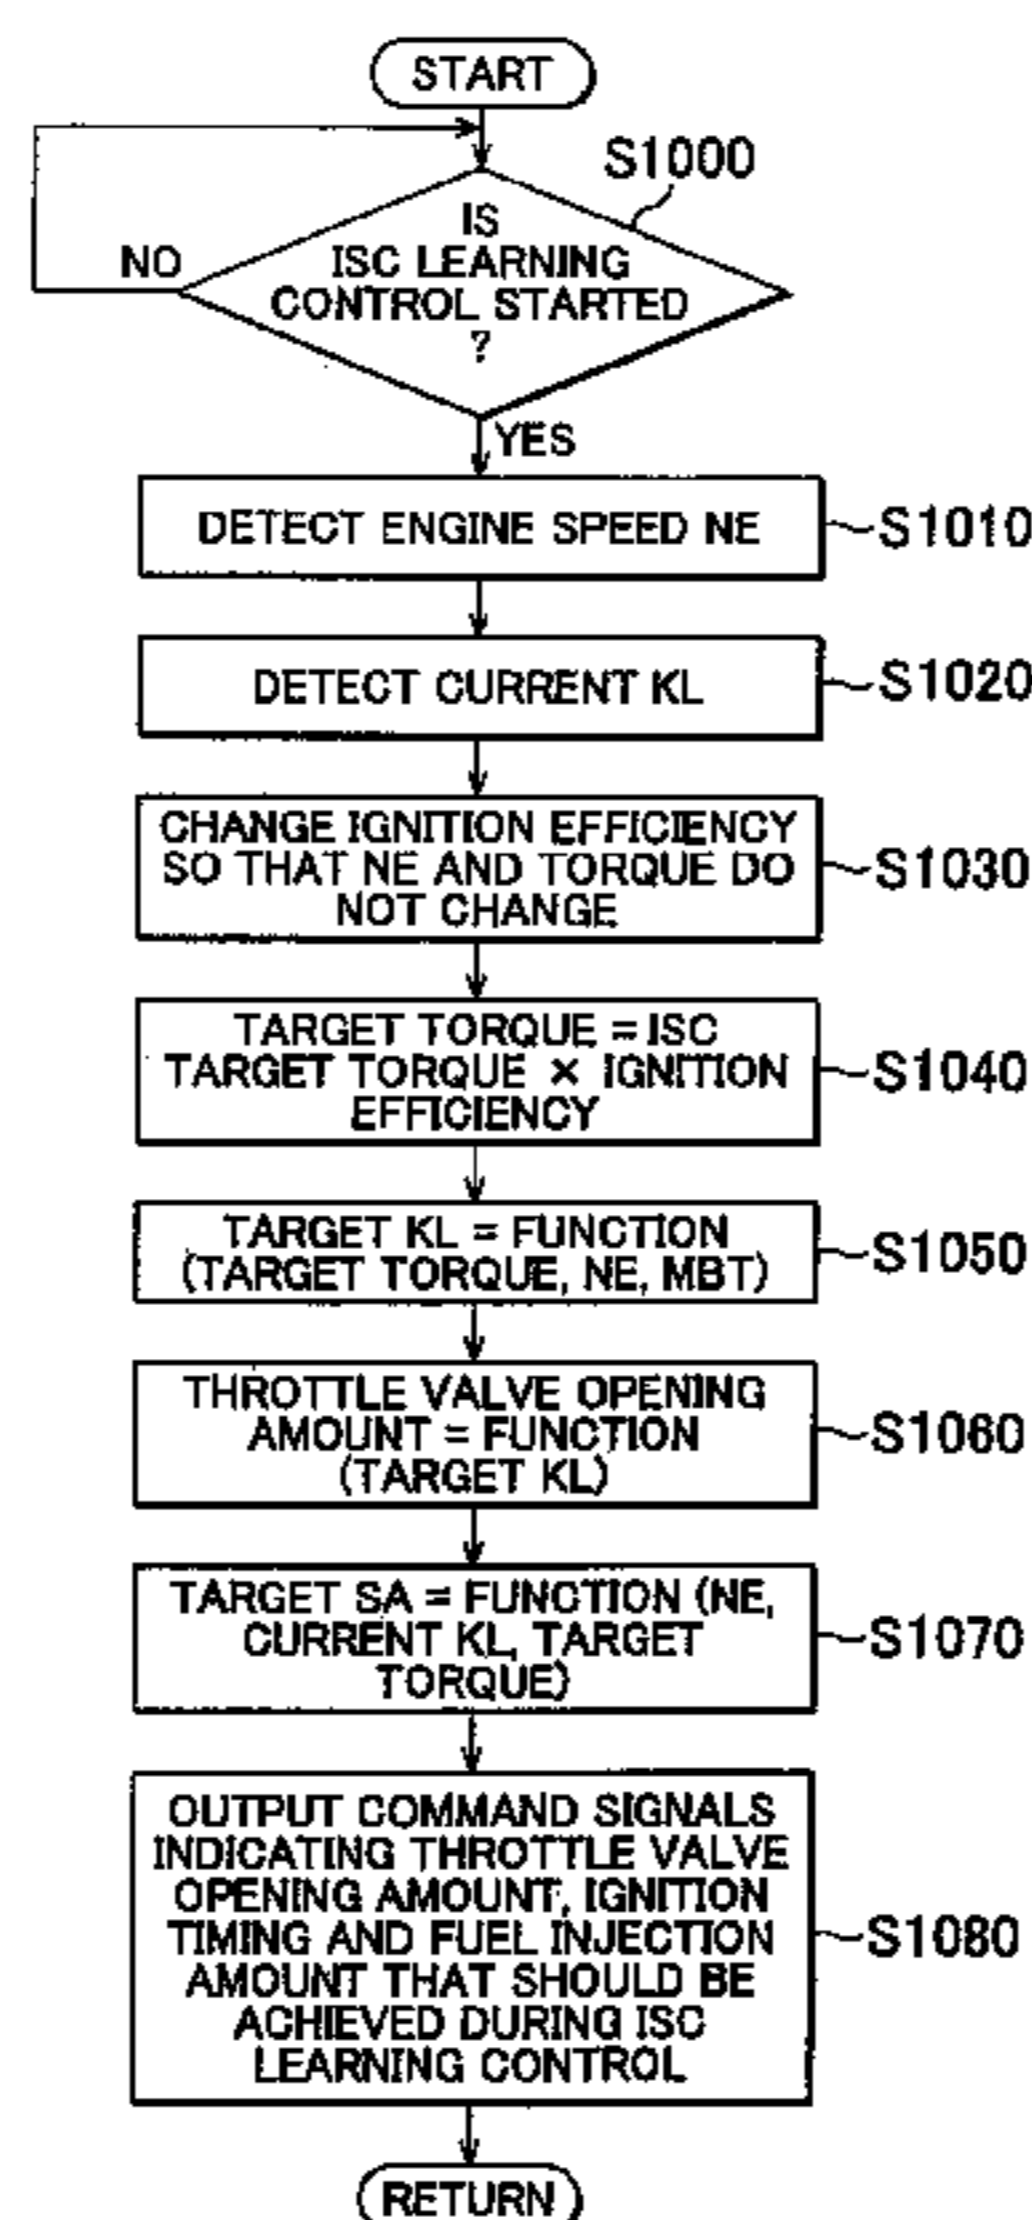 START
S1000
IS
ISC LEARNING
CONTROL STARTED
?
NO
YES
DETECT ENGINE SPEED NE
S1010
DETECT CURRENT KL
S1020
CHANGE IGNITION EFFICIENCY
SO THAT NE AND TORQUE DO
NOT CHANGE
S1030
TARGET TORQUE = ISC
TARGET TORQUE × IGNITION
EFFICIENCY
S1040
TARGET KL = FUNCTION
(TARGET TORQUE, NE, MBT)
S1050
THROTTLE VALVE OPENING
AMOUNT = FUNCTION
(TARGET KL)
S1060
TARGET SA = FUNCTION (NE,
CURRENT KL, TARGET
TORQUE)
S1070
OUTPUT COMMAND SIGNALS
INDICATING THROTTLE VALVE
OPENING AMOUNT, IGNITION
TIMING AND FUEL INJECTION
AMOUNT THAT SHOULD BE
ACHIEVED DURING ISC
LEARNING CONTROL
S1080
RETURN